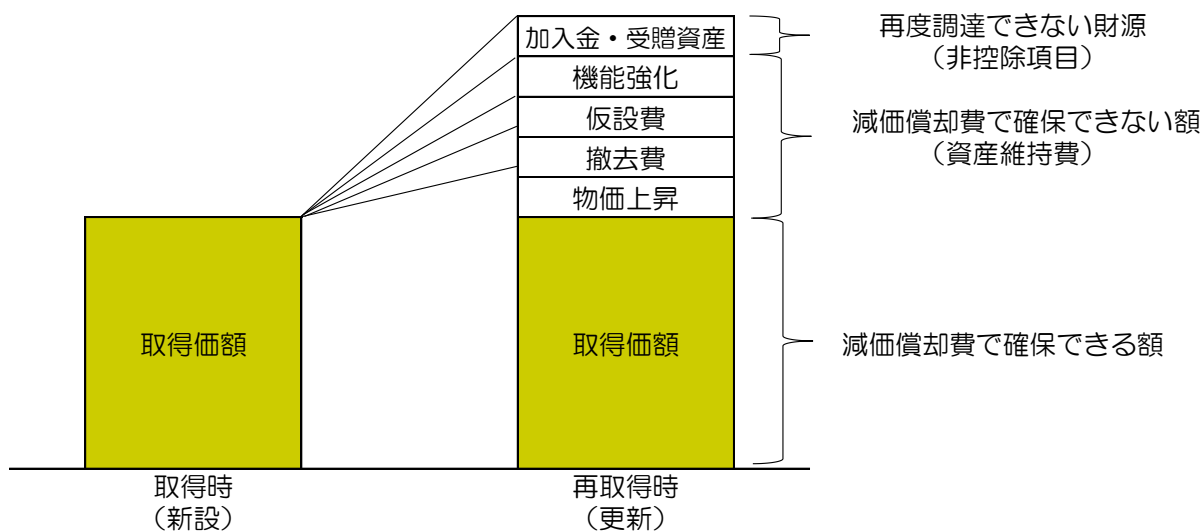 加入金・受贈資産
機能強化
仮設費
撤去費
物価上昇
取得価額
取得価額
再度調達できない財源
（非控除項目）
減価償却費で確保できない額
（資産維持費）
減価償却費で確保できる額
取得時
（新設）
再取得時
（更新）